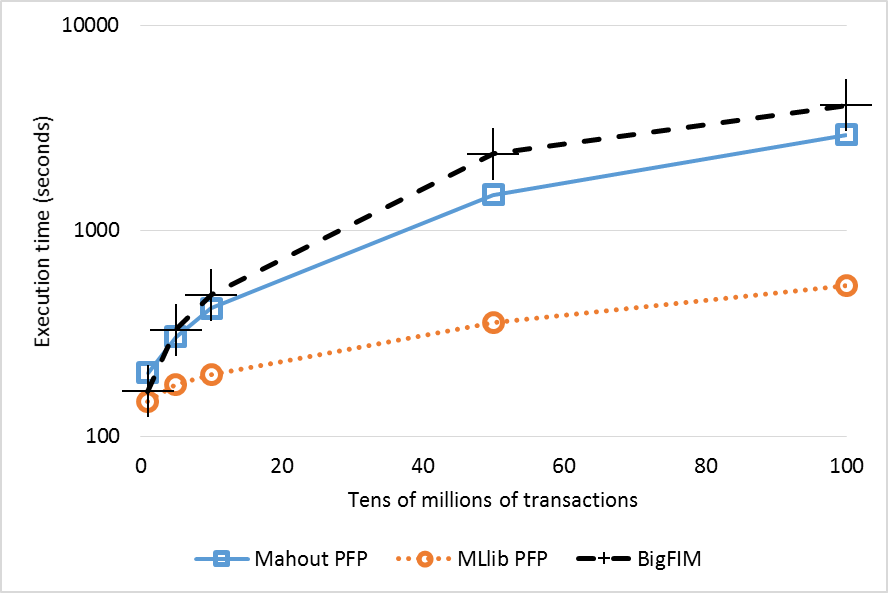 10000
1000
100
Execution time (seconds)
0 20 40 60 80 100
Tens of millions of transactions
Mahout PFP MLlib PFP BigFIM